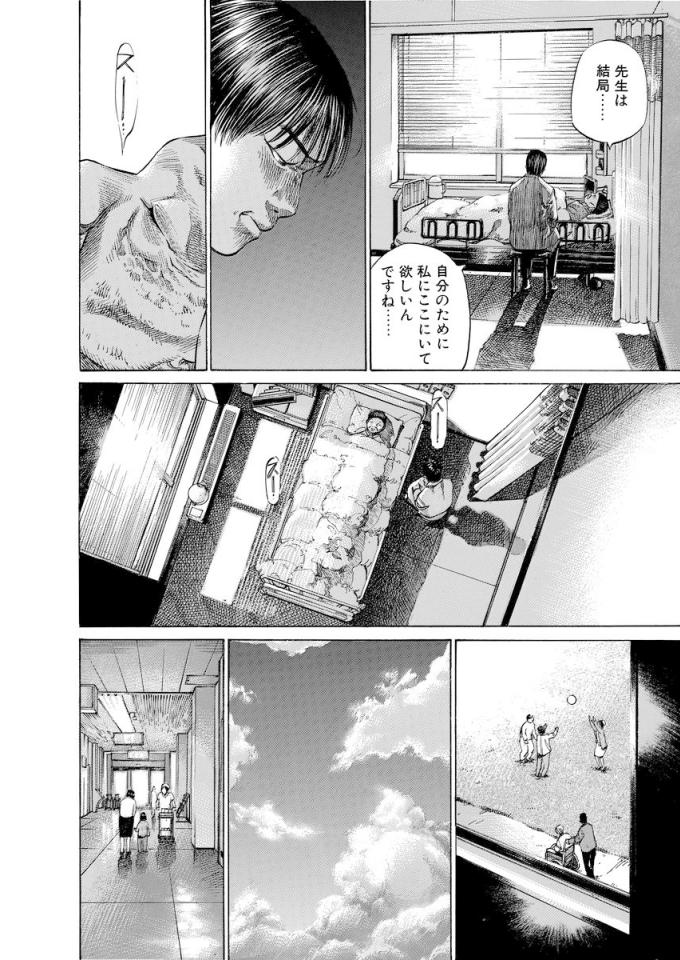 先生は
結局……
自分のために
私にここにいて
欲しいん
ですね……
スー…
スー
スー